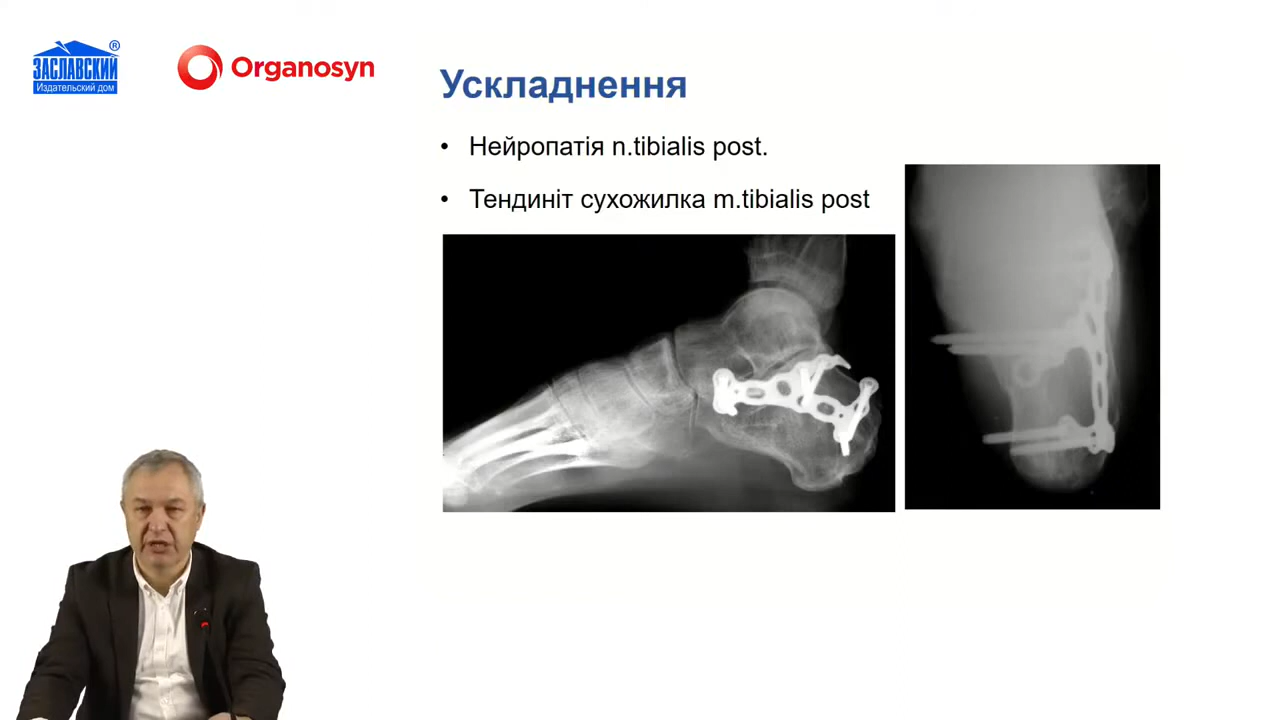 ЗАСЛАВСКИЙ
®
Издательский дом
Organosyn
Ускладнення
• Нейропатія n.tibialis post.
• Тендиніт сухожилка m.tibialis post